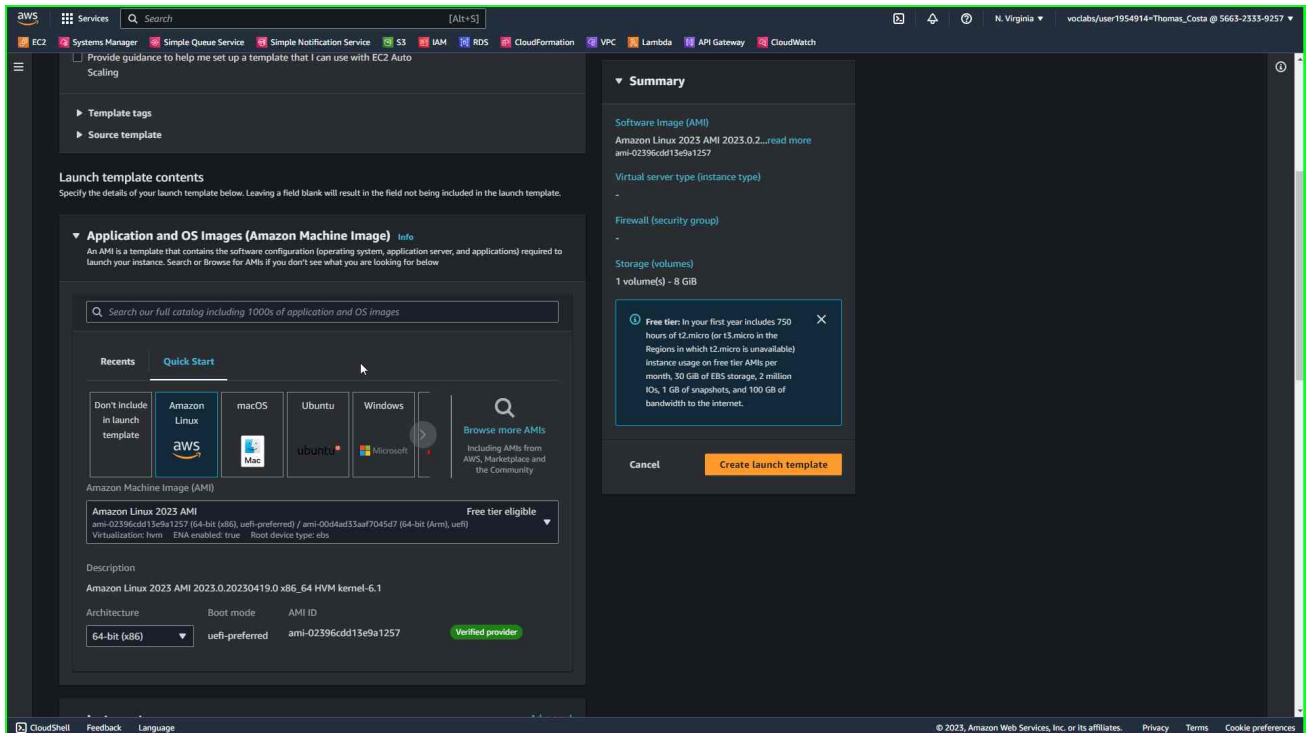 aws
Services
Search
[Alt+S]
N. Virginia
voclabs/user1954914=Thomas_Costa @ 5663-2333-9257
EC2
Systems Manager
Simple Queue Service
Simple Notification Service
S3
IAM
RDS
CloudFormation
VPC
Lambda
API Gateway
CloudWatch
Provide guidance to help me set up a template that I can use with EC2 Auto
Scaling
Template tags
Source template
Launch template contents
Specify the details of your launch template below. Leaving a field blank will result in the field not being included in the launch template.
Application and OS Images (Amazon Machine Image) Info
An AMI is a template that contains the software configuration (operating system, application server, and applications) required to
launch your instance. Search or Browse for AMIs if you don't see what you are looking for below
Search our full catalog including 1000s of application and OS images
Recents
Quick Start
Don't include
in launch
template
Amazon
Linux
aws
macOS
Mac
Ubuntu
ubuntu
Windows
Microsoft
Browse more AMIs
Including AMIs from
AWS, Marketplace and
the Community
Amazon Machine Image (AMI)
Amazon Linux 2023 AMI
Free tier eligible
ami-02396cdd13e9a1257 (64-bit (x86), uefi-preferred) / ami-00d4ad33aaf7045d7 (64-bit (Arm), uefi)
Virtualization: hvm ENA enabled: true Root device type: ebs
Description
Amazon Linux 2023 AMI 2023.0.20230419.0 x86_64 HVM kernel-6.1
Architecture
Boot mode
AMI ID
64-bit (x86)
uefi-preferred
ami-02396cdd13e9a1257
Verified provider
Summary
Software Image (AMI)
Amazon Linux 2023 AMI 2023.0.2...read more
ami-02396cdd13e9a1257
Virtual server type (instance type)
-
Firewall (security group)
-
Storage (volumes)
1 volume(s) - 8 GiB
Free tier: In your first year includes 750
hours of t2.micro (or t3.micro in the
Regions in which t2.micro is unavailable)
instance usage on free tier AMIs per
month, 30 GiB of EBS storage, 2 million
IOs, 1 GB of snapshots, and 100 GB of
bandwidth to the internet.
Cancel
Create launch template
CloudShell
Feedback
Language
© 2023, Amazon Web Services, Inc. or its affiliates.
Privacy
Terms
Cookie preferences